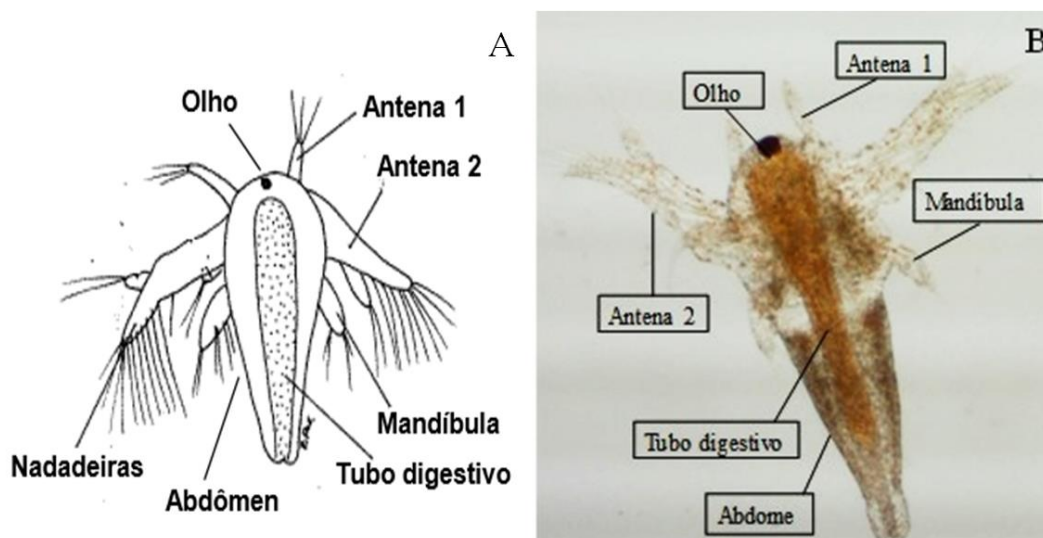 A
Olho
Antena 1
Antena 2
Mandíbula
Tubo digestivo
Abdômen
Nadadeiras
B
Olho
Antena 1
Mandíbula
Antena 2
Tubo digestivo
Abdome